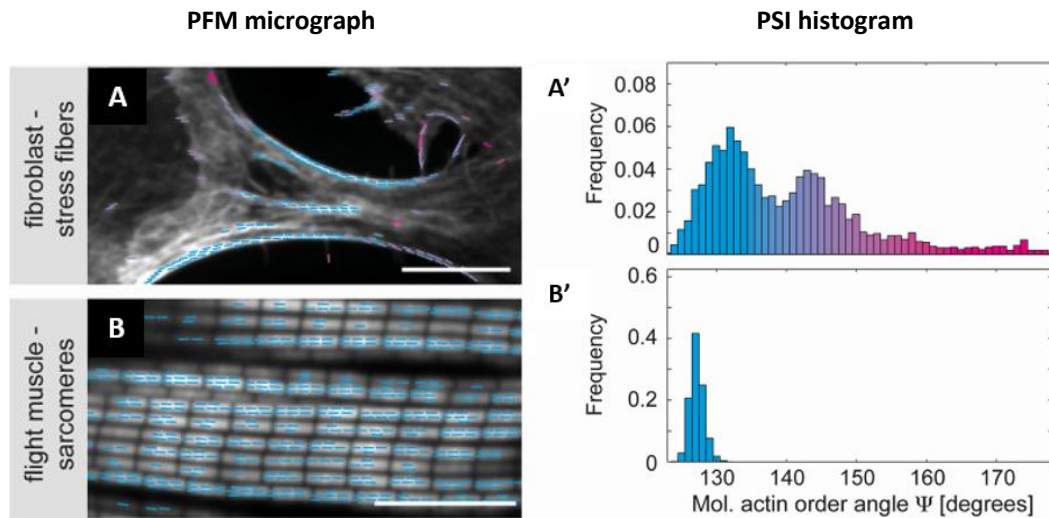 PFM micrograph
PSI histogram
fibroblast -
stress fibers
A
A’
Frequency
0.08
0.06
0.04
0.02
0
flight muscle -
sarcomeres
B
B’
Frequency
0.6
0.4
0.2
0
130 140 150 160 170
Mol. actin order angle Ψ [degrees]